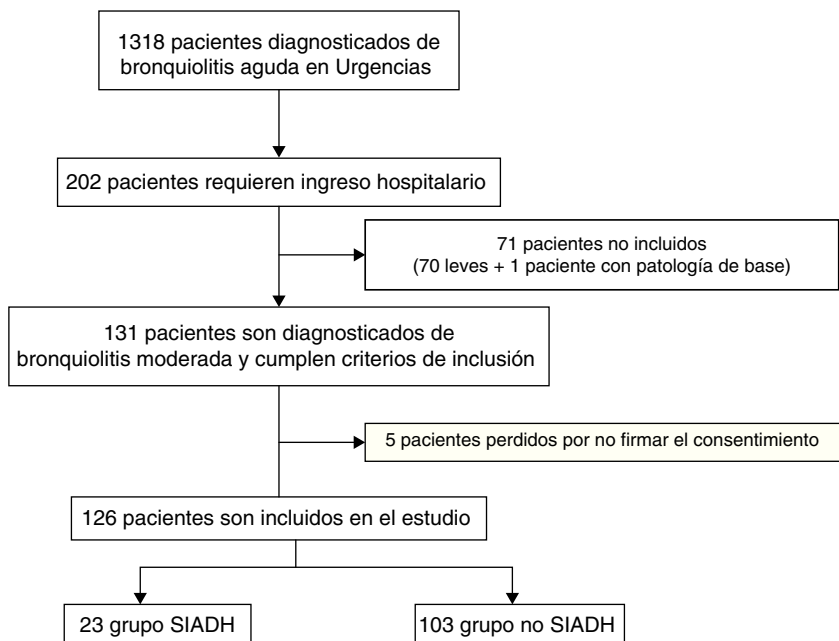 1318 pacientes diagnosticados de
bronquiolitis aguda en Urgencias
202 pacientes requieren ingreso hospitalario
71 pacientes no incluidos
(70 leves + 1 paciente con patología de base)
131 pacientes son diagnosticados de
bronquiolitis moderada y cumplen criterios de inclusión
5 pacientes perdidos por no firmar el consentimiento
126 pacientes son incluidos en el estudio
23 grupo SIADH
103 grupo no SIADH